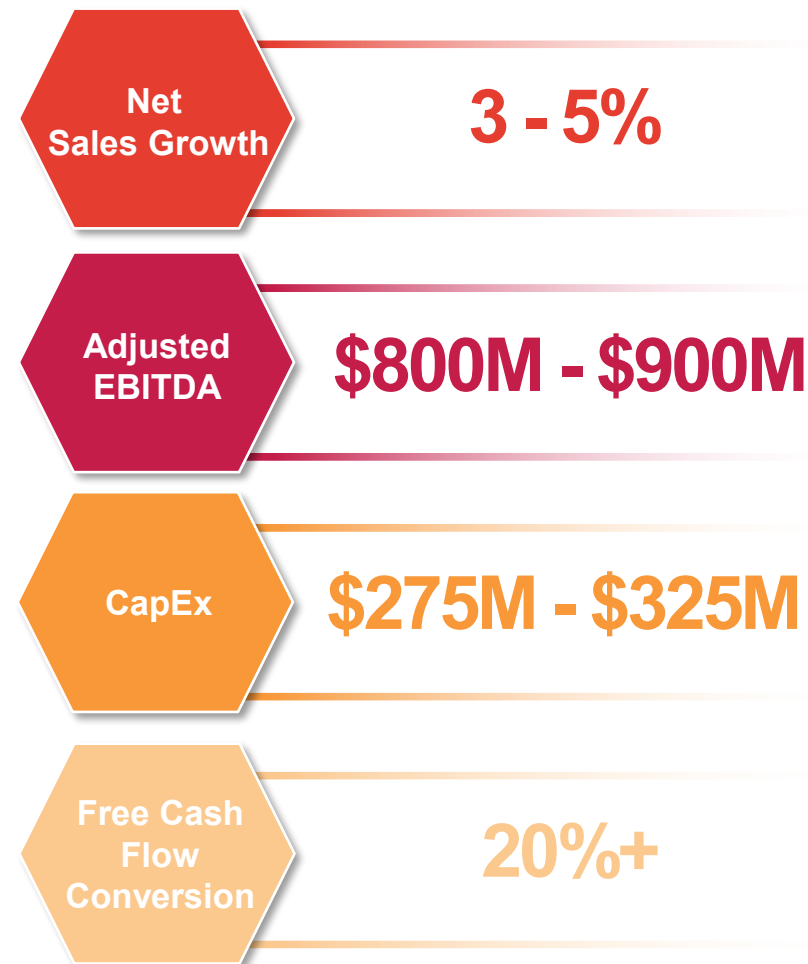 Net
Sales Growth
3 - 5%
Adjusted
EBITDA
$800M - $900M
CapEx
$275M - $325M
Free Cash
Flow
Conversion
20%+